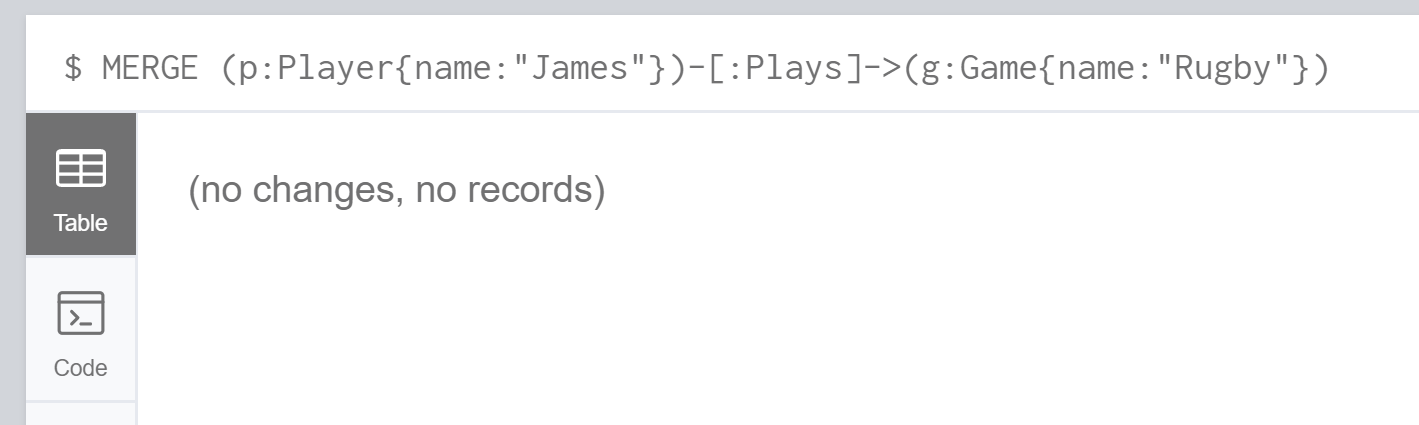 $ MERGE (p:Player{name:"James"})-[:Plays]->(g:Game{name:"Rugby"})
(no changes, no records)
Table
Code